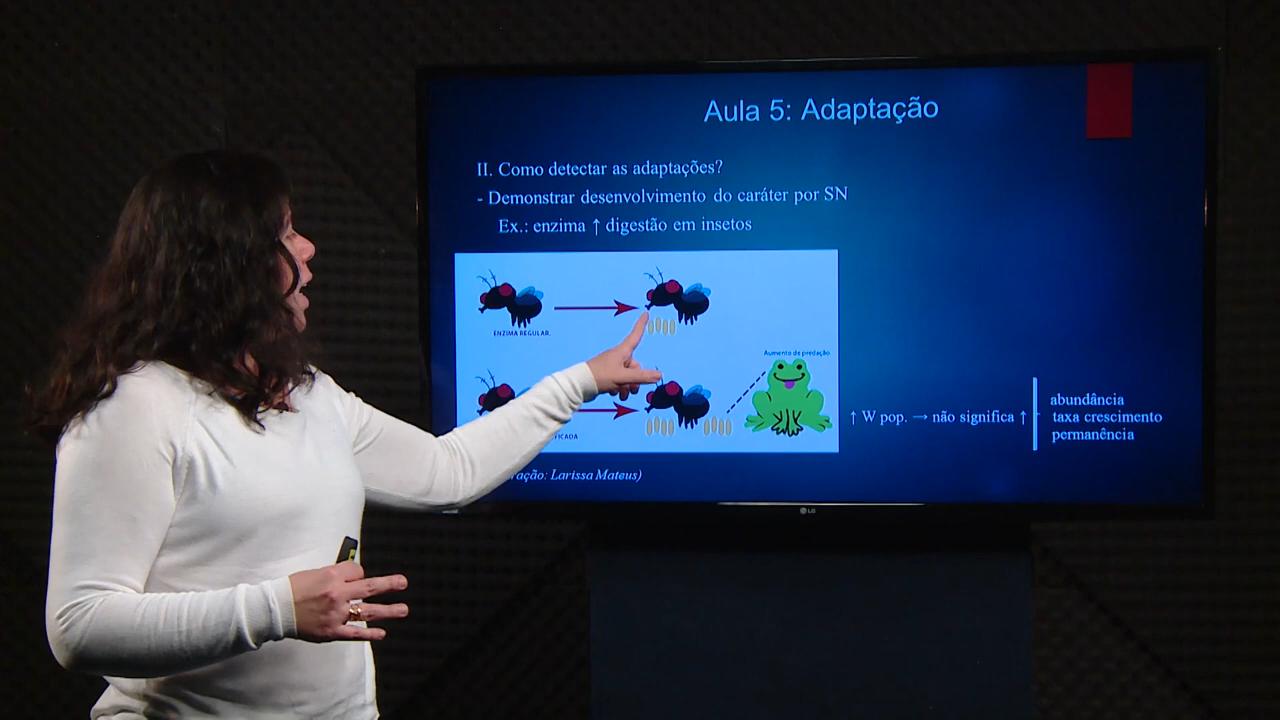 Aula 5: Adaptação
II. Como detectar as adaptações?
- Demonstrar desenvolvimento do caráter por SN
Ex.: enzima ↑ digestão em insetos
ENZIMA REGULAR.
Aumento de predação
↑ W pop. → não significa ↑
abundância
taxa crescimento
permanência
Larissa Mateus)
LG